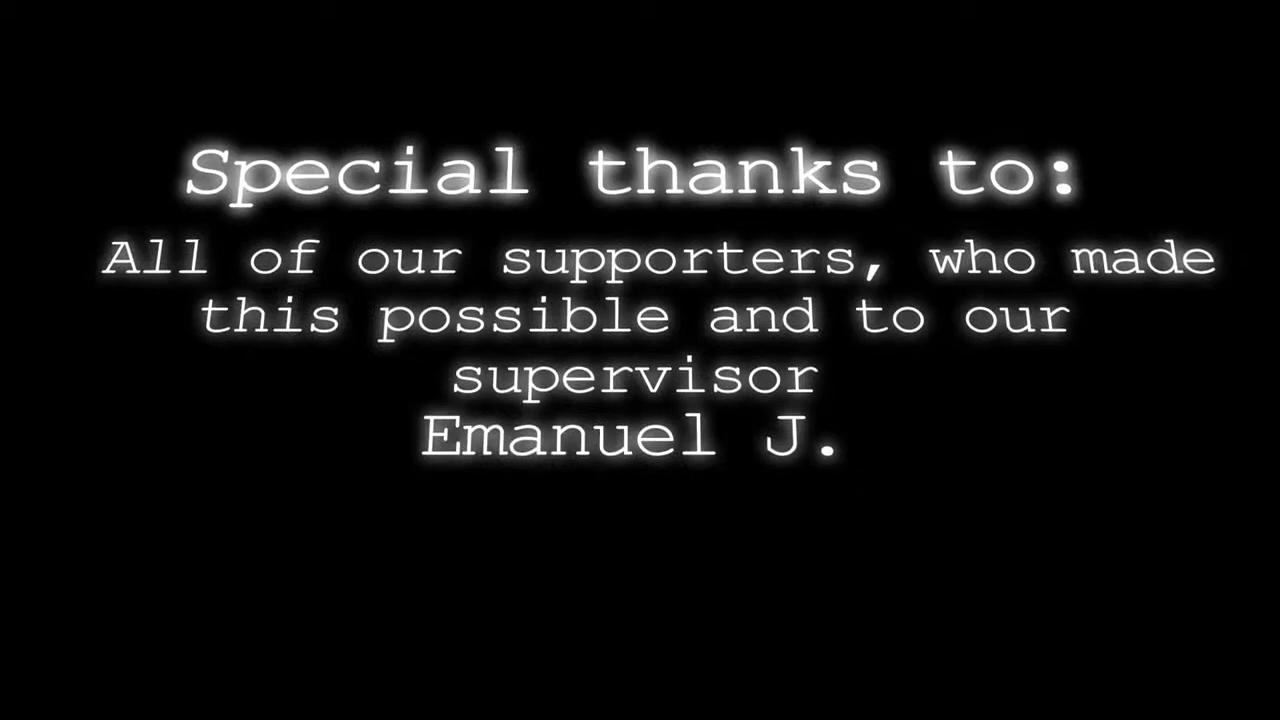 Special thanks to:
All of our supporters, who made
this possible and to our
supervisor
Emanuel J.